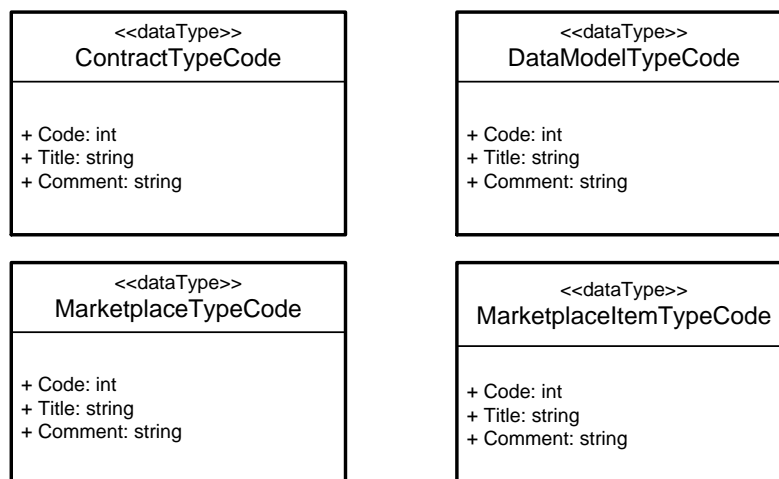 <<dataType>>
ContractTypeCode
+ Code: int
+ Title: string
+ Comment: string
<<dataType>>
DataModelTypeCode
+ Code: int
+ Title: string
+ Comment: string
<<dataType>>
MarketplaceTypeCode
+ Code: int
+ Title: string
+ Comment: string
<<dataType>>
MarketplaceItemTypeCode
+ Code: int
+ Title: string
+ Comment: string